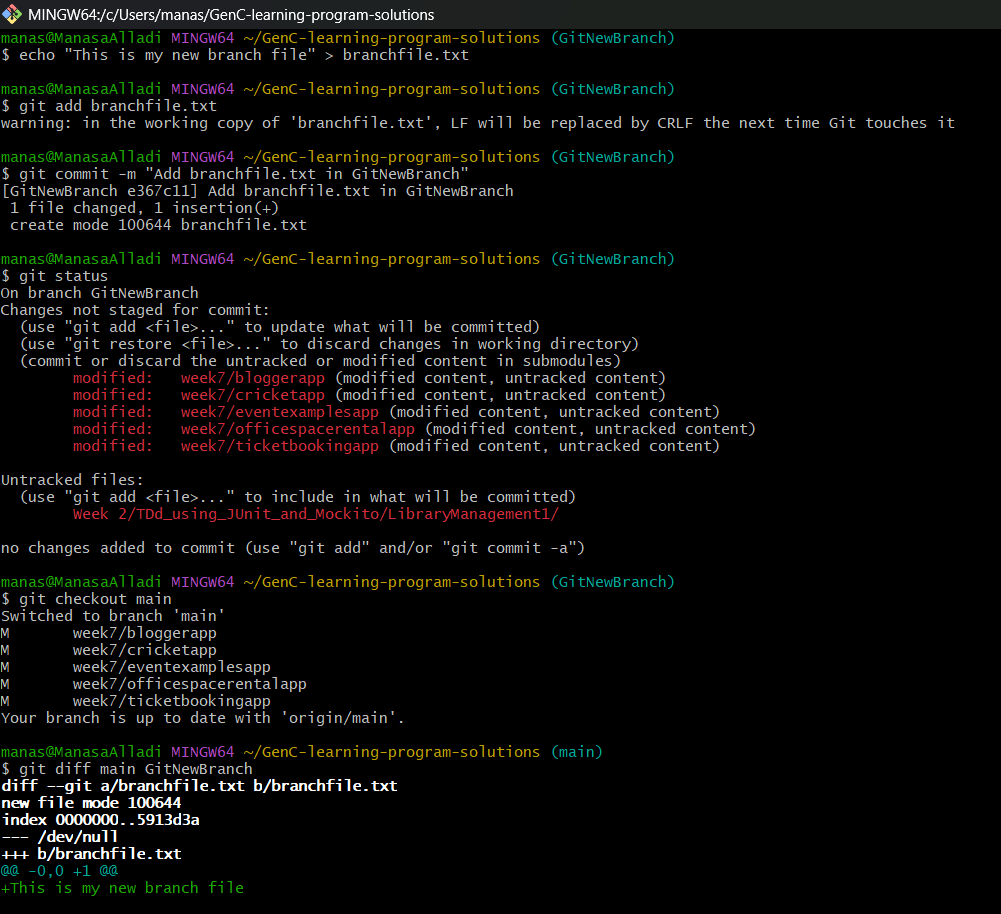 MINGW64:/c/Users/manas/GenC-learning-program-solutions
manas@ManasaAlladi MINGW64 ~/GenC-learning-program-solutions (GitNewBranch)
$ echo "This is my new branch file" > branchfile.txt
manas@ManasaAlladi MINGW64 ~/GenC-learning-program-solutions (GitNewBranch)
$ git add branchfile.txt
warning: in the working copy of 'branchfile.txt', LF will be replaced by CRLF the next time Git touches it
manas@ManasaAlladi MINGW64 ~/GenC-learning-program-solutions (GitNewBranch)
$ git commit -m "Add branchfile.txt in GitNewBranch"
[GitNewBranch e367c11] Add branchfile.txt in GitNewBranch
 1 file changed, 1 insertion(+)
 create mode 100644 branchfile.txt
manas@ManasaAlladi MINGW64 ~/GenC-learning-program-solutions (GitNewBranch)
$ git status
On branch GitNewBranch
Changes not staged for commit:
  (use "git add <file>..." to update what will be committed)
  (use "git restore <file>..." to discard changes in working directory)
  (commit or discard the untracked or modified content in submodules)
        modified:   week7/bloggerapp (modified content, untracked content)
        modified:   week7/cricketapp (modified content, untracked content)
        modified:   week7/eventexamplesapp (modified content, untracked content)
        modified:   week7/officespacerentalapp (modified content, untracked content)
        modified:   week7/ticketbookingapp (modified content, untracked content)
Untracked files:
  (use "git add <file>..." to include in what will be committed)
        Week 2/TDd_using_JUnit_and_Mockito/LibraryManagement1/
no changes added to commit (use "git add" and/or "git commit -a")
manas@ManasaAlladi MINGW64 ~/GenC-learning-program-solutions (GitNewBranch)
$ git checkout main
Switched to branch 'main'
M       week7/bloggerapp
M       week7/cricketapp
M       week7/eventexamplesapp
M       week7/officespacerentalapp
M       week7/ticketbookingapp
Your branch is up to date with 'origin/main'.
manas@ManasaAlladi MINGW64 ~/GenC-learning-program-solutions (main)
$ git diff main GitNewBranch
diff --git a/branchfile.txt b/branchfile.txt
new file mode 100644
index 0000000..5913d3a
--- /dev/null
+++ b/branchfile.txt
@@ -0,0 +1 @@
+This is my new branch file